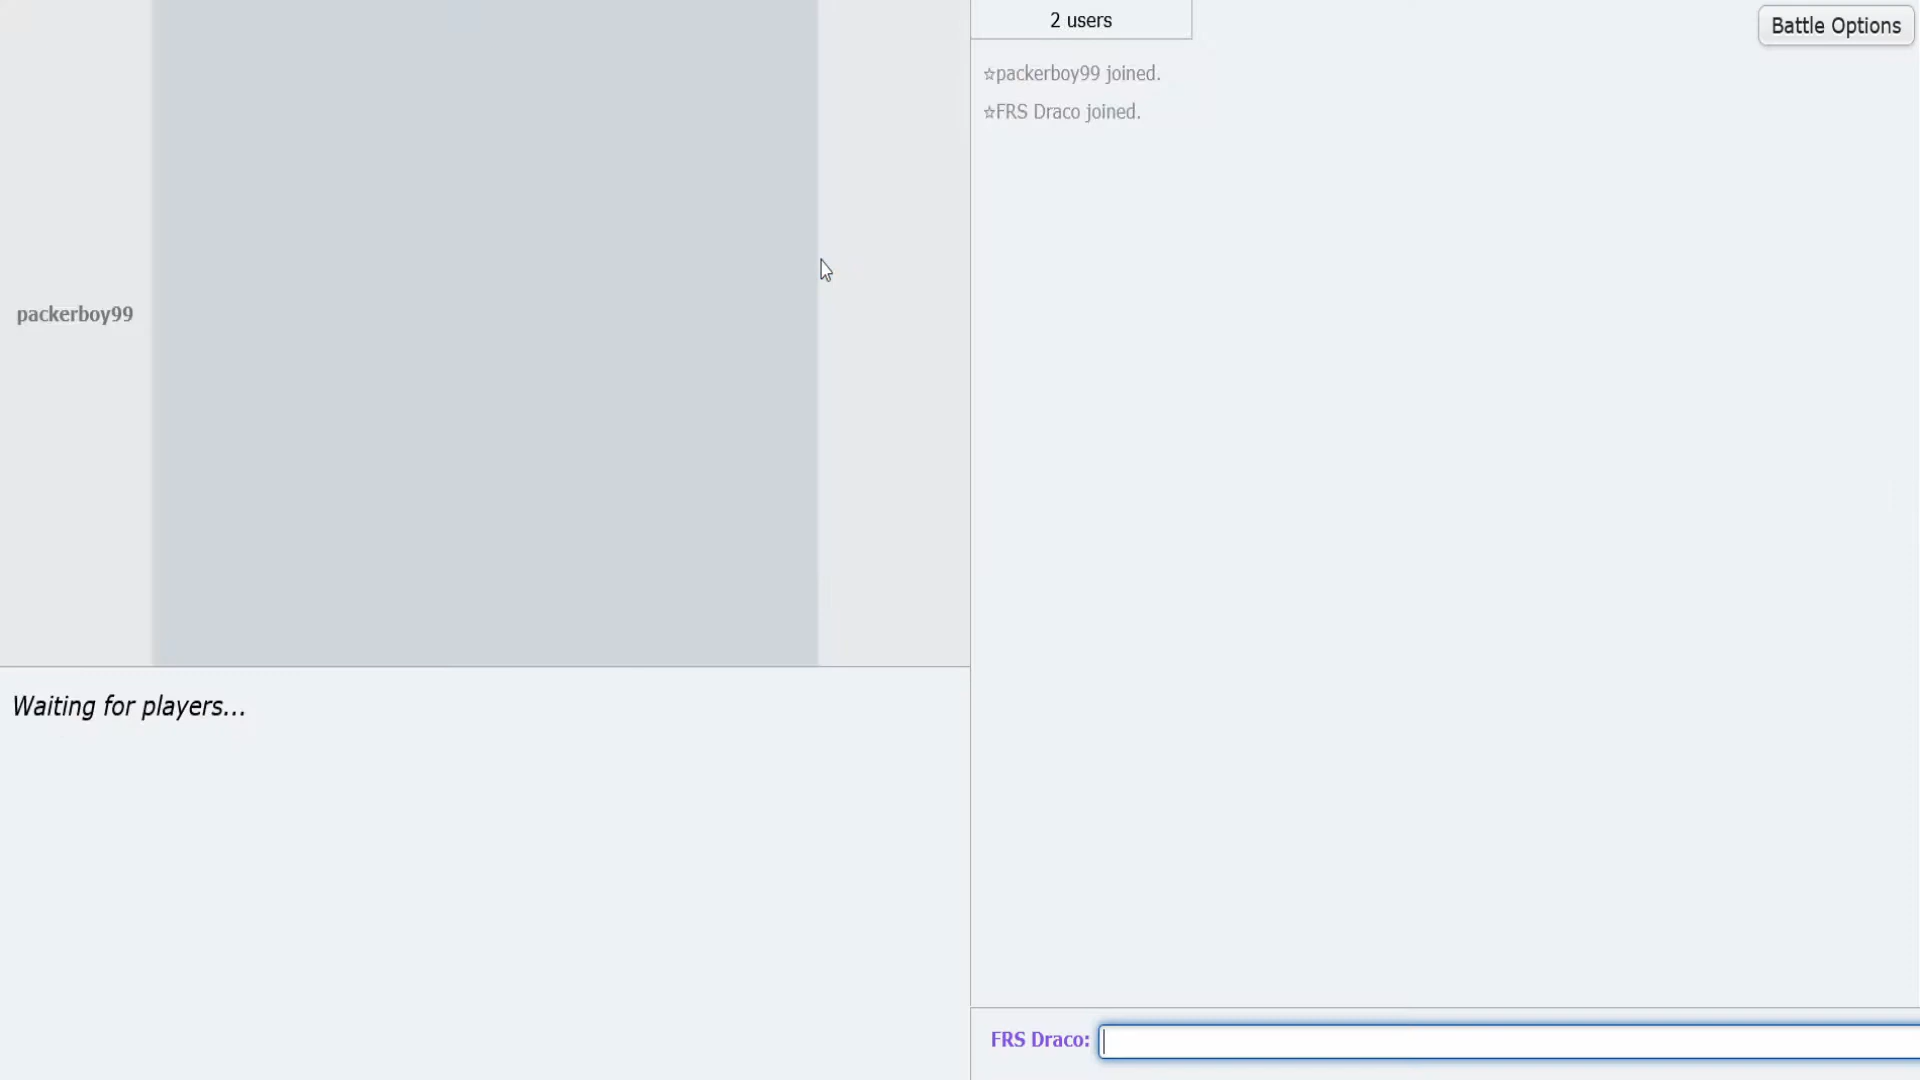 2 users
Battle Options
☆packerboy99 joined.
☆FRS Draco joined.
packerboy99
Waiting for players...
FRS Draco: